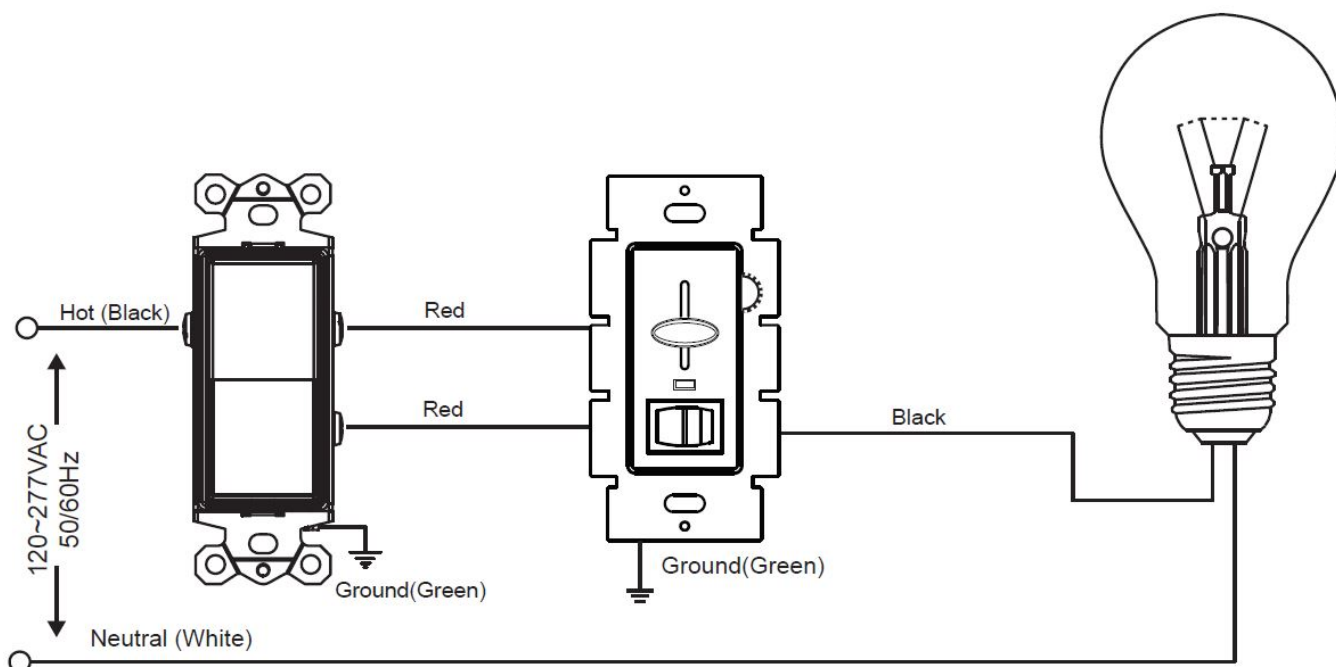 Hot (Black)
Red
Red
Black
120~277VAC
50/60Hz
Ground(Green)
Ground(Green)
Neutral (White)